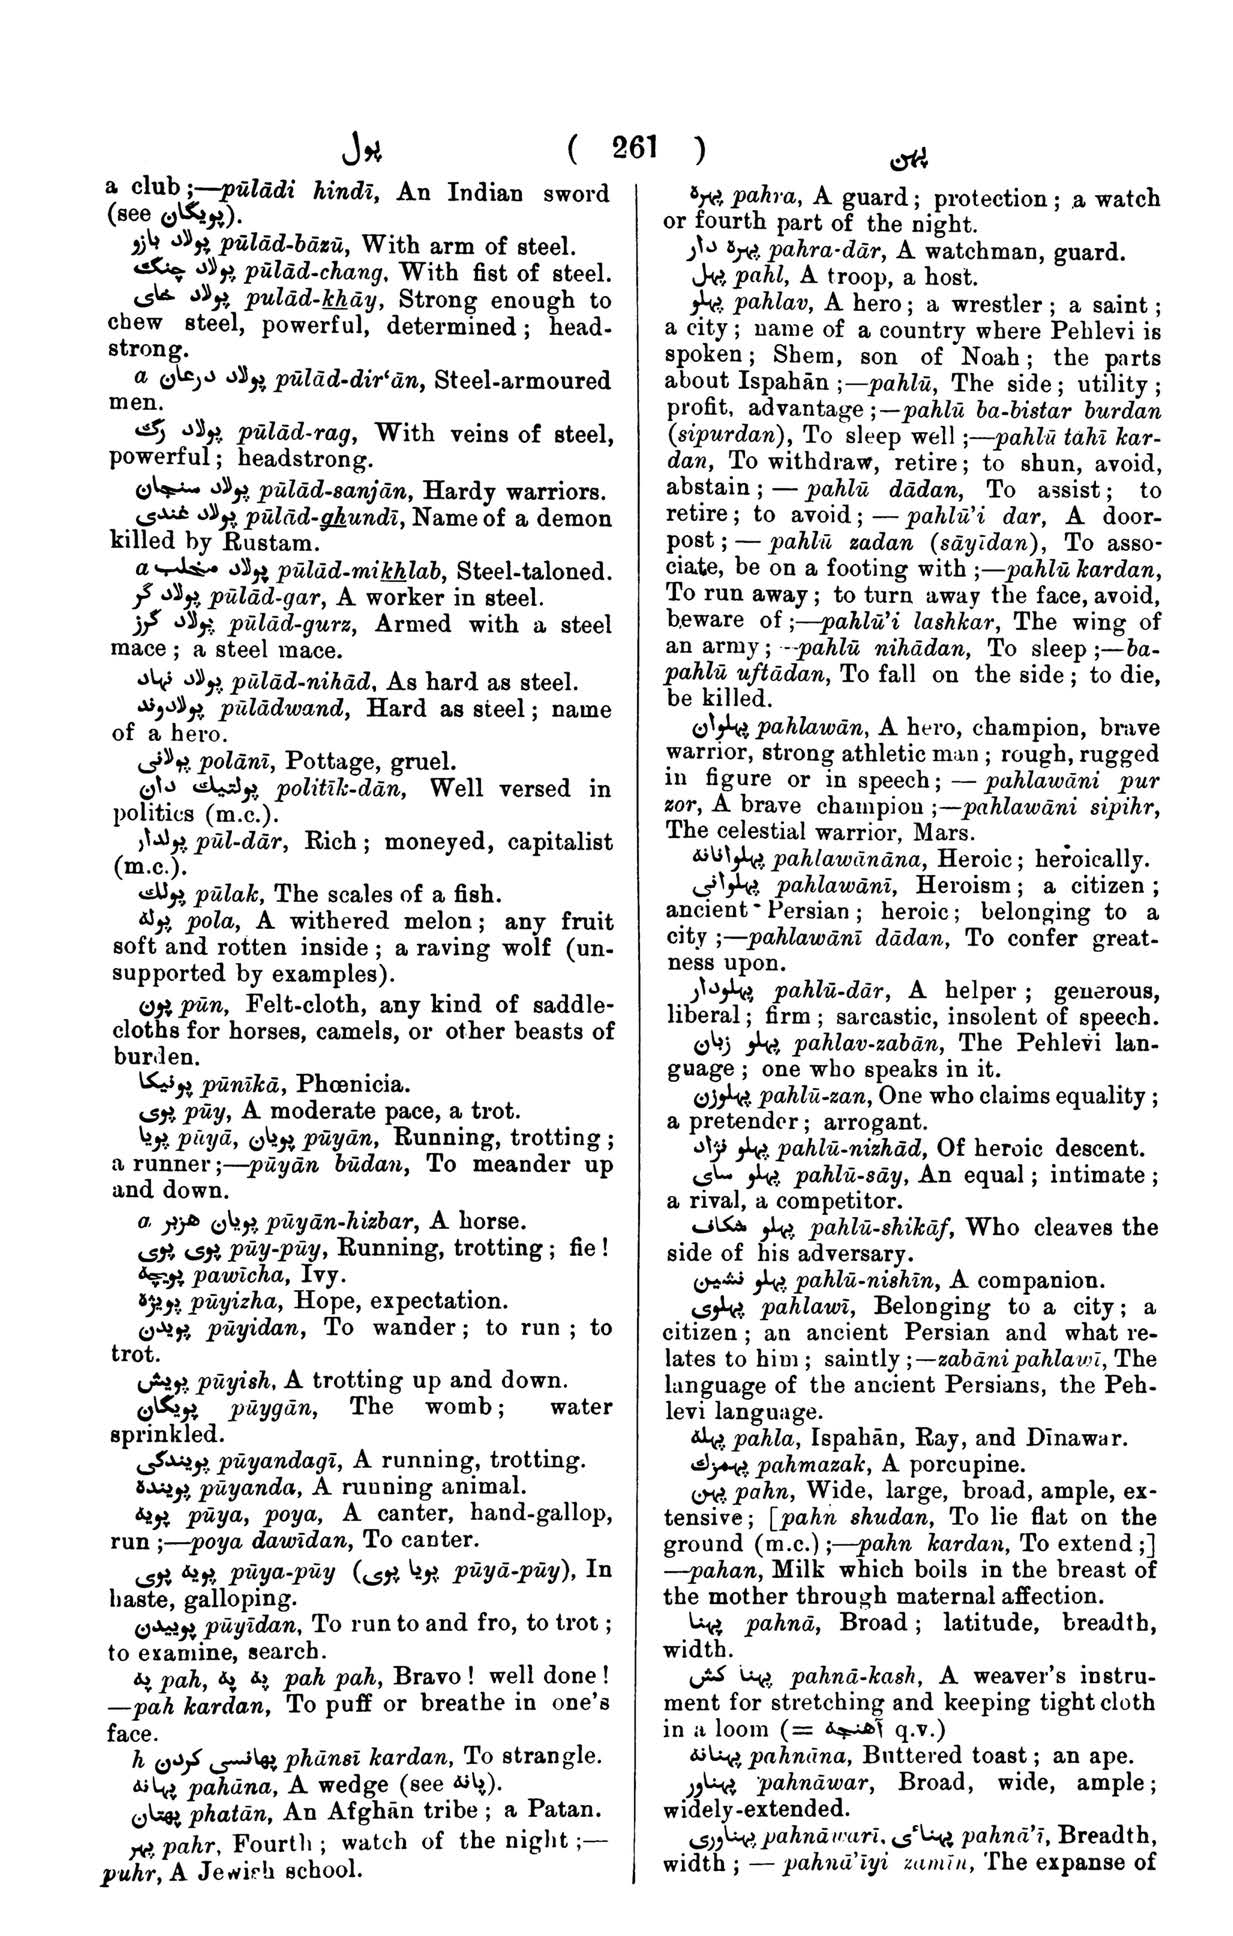 پول
( 261 )
پهن
a club ;—pūlādi hindī, An Indian sword
(see پویگان).
پولاد بازو pūlād-bāzū, With arm of steel.
پولاد چنگ pūlād-chang, With fist of steel.
پولاد خای pulād-khāy, Strong enough to
chew steel, powerful, determined ; head-
strong.
a پولاد درعان pūlād-dir‘ān, Steel-armoured
men.
پولاد رگ pūlād-rag, With veins of steel,
powerful ; headstrong.
پولاد سنجان pūlād-sanjān, Hardy warriors.
پولاد غندی pūlād-ghundī, Name of a demon
killed by Rustam.
a پولاد مخلب pūlād-mikhlab, Steel-taloned.
پولاد گر pūlād-gar, A worker in steel.
پولاد گرز pūlād-gurz, Armed with a steel
mace ; a steel mace.
پولاد نهاد pūlād-nihād, As hard as steel.
پولادوند pūlādwand, Hard as steel ; name
of a hero.
پولانی polānī, Pottage, gruel.
پولتیك دان politīk-dān, Well versed in
politics (m.c.).
پولدار pūl-dār, Rich ; moneyed, capitalist
(m.c.).
پولك pūlak, The scales of a fish.
پوله pola, A withered melon ; any fruit
soft and rotten inside ; a raving wolf (un-
supported by examples).
پون pūn, Felt-cloth, any kind of saddle-
cloths for horses, camels, or other beasts of
burden.
پونیکا pūnīkā, Phœnicia.
پوی pūy, A moderate pace, a trot.
پویا pūyā, پویان pūyān, Running, trotting ;
a runner ;—pūyān būdan, To meander up
and down.
a پویان هزبر pūyān-hizbar, A horse.
پوی پوی pūy-pūy, Running, trotting ; fie !
پویچه pawīcha, Ivy.
پویژه pūyizha, Hope, expectation.
پویدن pūyidan, To wander ; to run ; to
trot.
پویش pūyish, A trotting up and down.
پویگان pūygān, The womb ; water
sprinkled.
پویندگی pūyandagī, A running, trotting.
پوینده pūyanda, A running animal.
پویه pūya, poya, A canter, hand-gallop,
run ;—poya dawīdan, To canter.
پویه پوی pūya-pūy (پویا پوی pūyā-pūy), In
haste, galloping.
پوییدن pūyīdan, To run to and fro, to trot ;
to examine, search.
په pah, په په pah pah, Bravo ! well done !
—pah kardan, To puff or breathe in one's
face.
h پهانسی کردن phānsī kardan, To strangle.
پهانه pahāna, A wedge (see پانه).
پهتان phatān, An Afghān tribe ; a Patan.
پهر pahr, Fourth ; watch of the night ;—
puhr, A Jewish school.
پهره pahra, A guard ; protection ; a watch
or fourth part of the night.
پهره دار pahra-dār, A watchman, guard.
پهل pahl, A troop, a host.
پهلو pahlav, A hero ; a wrestler ; a saint ;
a city ; name of a country where Pehlevi is
spoken ; Shem, son of Noah ; the parts
about Ispahān ;—pahlū, The side ; utility ;
profit, advantage ;—pahlū ba-bistar burdan
(sipurdan), To sleep well ;—pahlū tahī kar-
dan, To withdraw, retire ; to shun, avoid,
abstain ; — pahlū dādan, To assist ; to
retire ; to avoid ; — pahlū'i dar, A door-
post ; — pahlū zadan (sāyīdan), To asso-
ciate, be on a footing with ;—pahlū kardan,
To run away ; to turn away the face, avoid,
beware of ;—pahlū'i lashkar, The wing of
an army ; —pahlū nihādan, To sleep ;—ba-
pahlū uftādan, To fall on the side ; to die,
be killed.
پهلوان pahlawān, A hero, champion, brave
warrior, strong athletic man ; rough, rugged
in figure or in speech ; — pahlawāni pur
zor, A brave champion ;—pahlawāni sipihr,
The celestial warrior, Mars.
پهلوانانه pahlawānāna, Heroic ; heroically.
پهلوانی pahlawānī, Heroism ; a citizen ;
ancient Persian ; heroic ; belonging to a
city ;—pahlawānī dādan, To confer great-
ness upon.
پهلودار pahlū-dār, A helper ; generous,
liberal ; firm ; sarcastic, insolent of speech.
پهلو زبان pahlav-zabān, The Pehlevi lan-
guage ; one who speaks in it.
پهلوزن pahlū-zan, One who claims equality ;
a pretender ; arrogant.
پهلو نژاد pahlū-nizhād, Of heroic descent.
پهلو سای pahlū-sāy, An equal ; intimate ;
a rival, a competitor.
پهلو شکاف pahlū-shikāf, Who cleaves the
side of his adversary.
پهلو نشین pahlū-nishīn, A companion.
پهلوی pahlawī, Belonging to a city ; a
citizen ; an ancient Persian and what re-
lates to him ; saintly ;—zabāni pahlawī, The
language of the ancient Persians, the Peh-
levi language.
پهله pahla, Ispahān, Ray, and Dīnawar.
پهمزك pahmazak, A porcupine.
پهن pahn, Wide, large, broad, ample, ex-
tensive ; [pahn shudan, To lie flat on the
ground (m.c.) ;—pahn kardan, To extend ;]
—pahan, Milk which boils in the breast of
the mother through maternal affection.
پهنا pahnā, Broad ; latitude, breadth,
width.
پهنا کش pahnā-kash, A weaver's instru-
ment for stretching and keeping tight cloth
in a loom (= آهنچه q.v.)
پهنانه pahnāna, Buttered toast ; an ape.
پهناور pahnāwar, Broad, wide, ample ;
widely-extended.
پهناوری pahnāwarī, پهنائی pahnā'ī, Breadth,
width ; — pahnā'īyi zamīn, The expanse of